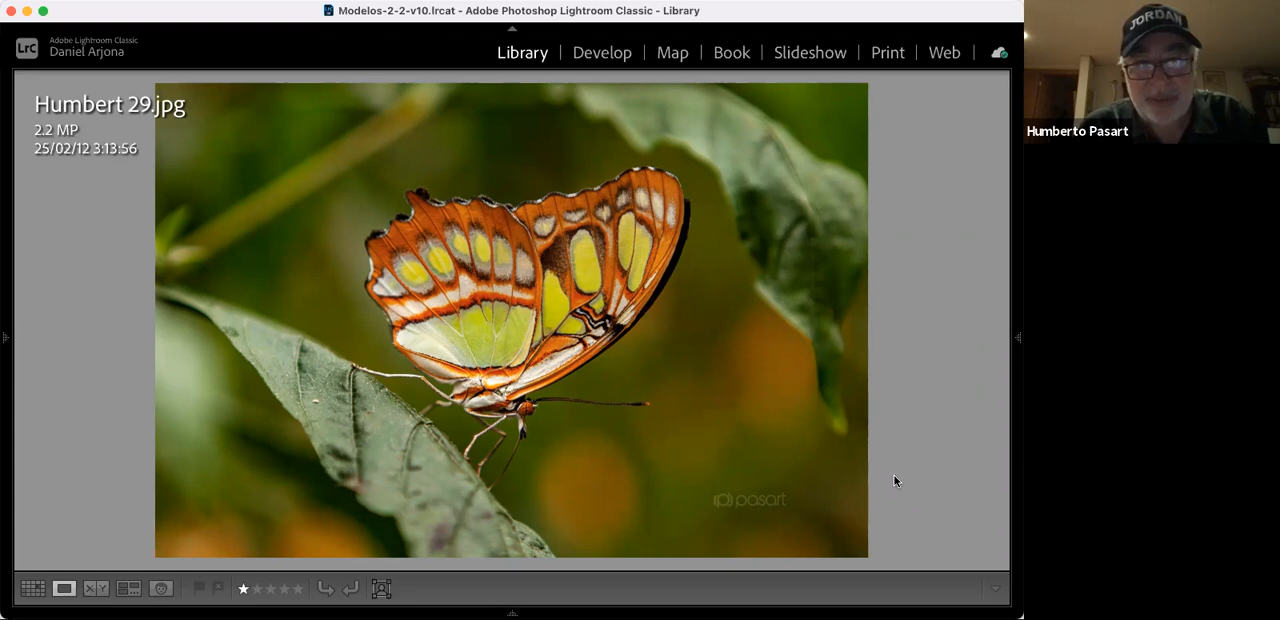 Modelos-2-2-v10.lrcat - Adobe Photoshop Lightroom Classic - Library
LrC
Adobe Lightroom Classic
Daniel Arjona
Library | Develop | Map | Book | Slideshow | Print | Web |
Humbert 29.jpg
2.2 MP
25/02/12 3:13:56
pasart
X Y
JORDAN
Humberto Pasart